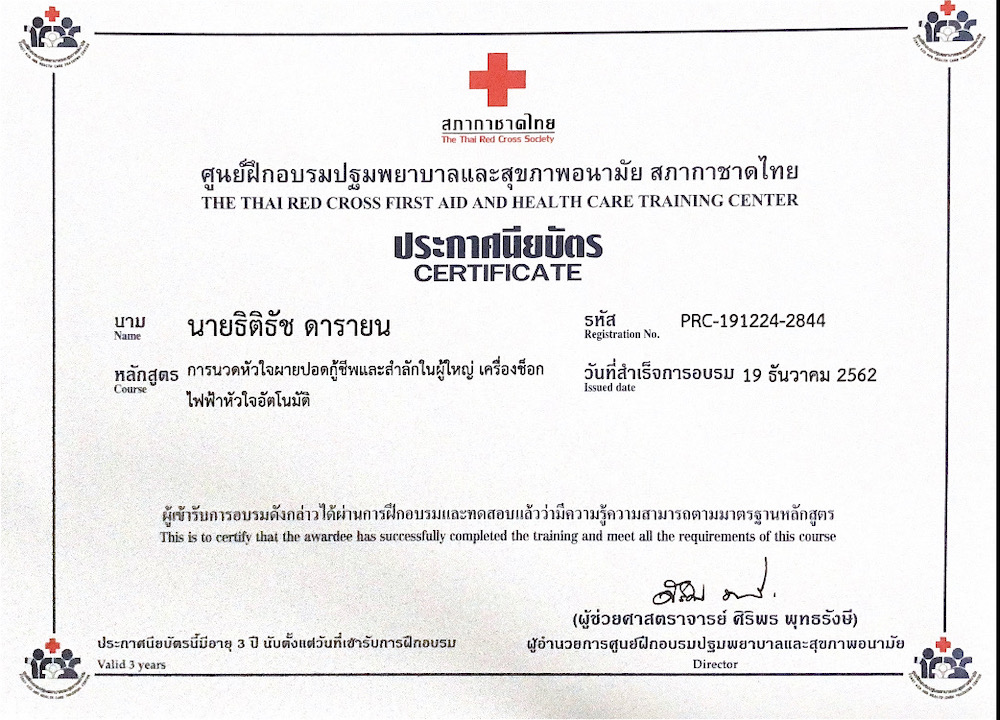 สภากาชาดไทย
The Thai Red Cross Society
ศูนย์ฝึกอบรมปฐมพยาบาลและสุขภาพอนามัย สภากาชาดไทย
THE THAI RED CROSS FIRST AID AND HEALTH CARE TRAINING CENTER
ประกาศนียบัตร
CERTIFICATE
นาม นายธิติธัช ดารายน
Name
รหัส PRC-191224-2844
Registration No.
หลักสูตร การนวดหัวใจผายปอดกู้ชีพและสำลักในผู้ใหญ่ เครื่องช็อก
Course
ไฟฟ้าหัวใจอัตโนมัติ
วันที่สำเร็จการอบรม 19 ธันวาคม 2562
Issued date
ผู้เข้ารับการอบรมดังกล่าวได้ผ่านการฝึกอบรมและทดสอบแล้วว่ามีความรู้ความสามารถตามมาตรฐานหลักสูตร
This is to certify that the awardee has successfully completed the training and meet all the requirements of this course
(ผู้ช่วยศาสตราจารย์ ศิริพร พุทธรังษี)
ผู้อำนวยการศูนย์ฝึกอบรมปฐมพยาบาลและสุขภาพอนามัย
Director
ประกาศนียบัตรนี้มีอายุ 3 ปี นับตั้งแต่วันที่เข้ารับการฝึกอบรม
Valid 3 years